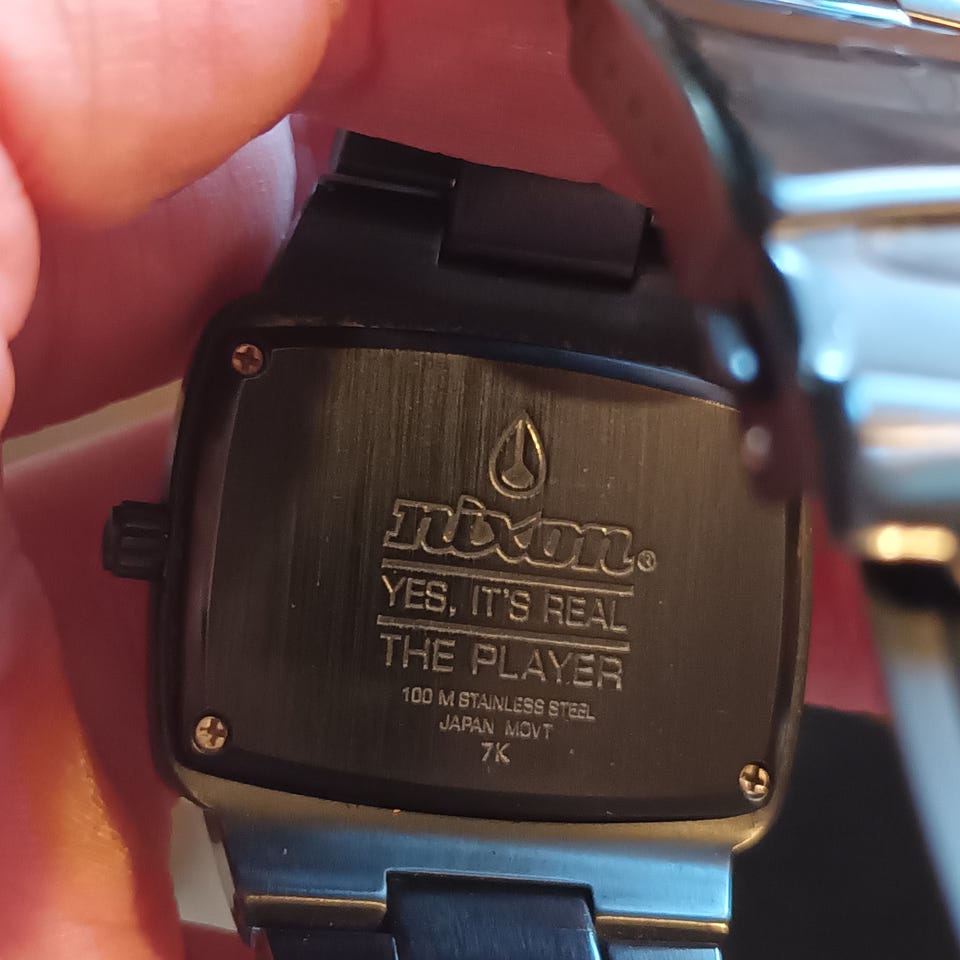 nixon®
YES, IT'S REAL
THE PLAYER
100 M STAINLESS STEEL
JAPAN MOVT
7K